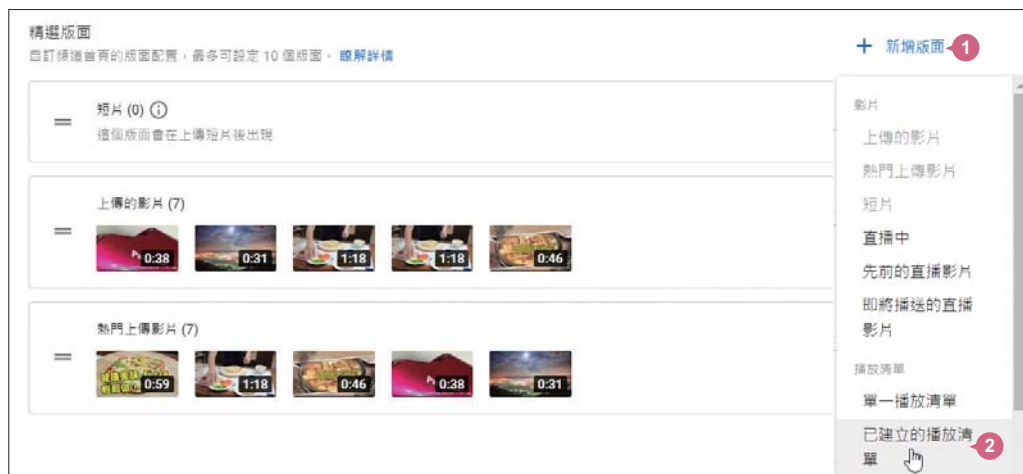 精選版面
自訂頻道首頁的版面配置，最多可設定 10 個版面。瞭解詳情
+ 新增版面 1
短片 (0)
這個版面會在上傳短片後出現
上傳的影片 (7)
0:38
0:31
1:18
1:18
0:46
熱門上傳影片 (7)
0:59
1:18
0:46
0:38
0:31
影片
上傳的影片
熱門上傳影片
短片
直播中
先前的直播影片
即將播送的直播
影片
播放清單
單一播放清單
已建立的播放清
單
2